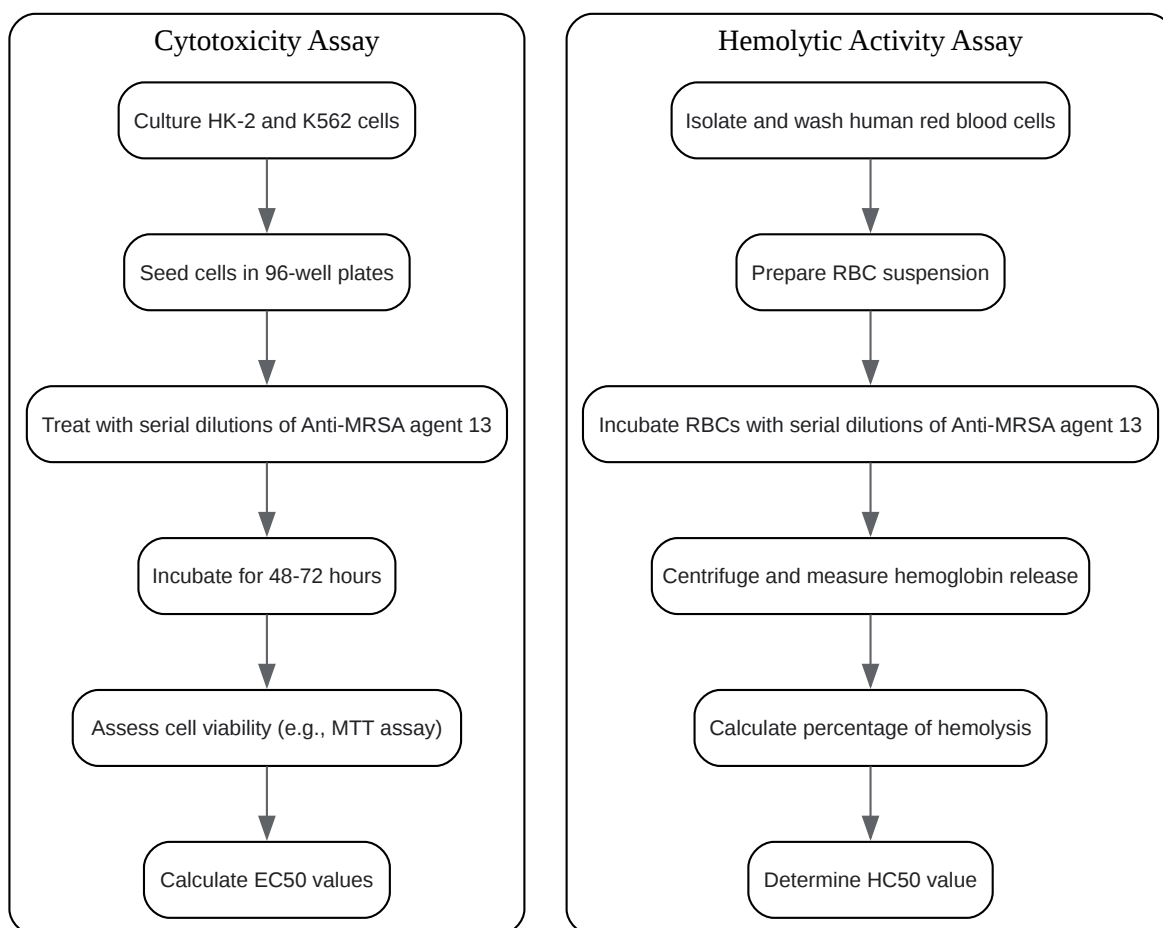 Cytotoxicity Assay
Culture HK-2 and K562 cells
Seed cells in 96-well plates
Treat with serial dilutions of Anti-MRSA agent 13
Incubate for 48-72 hours
Assess cell viability (e.g., MTT assay)
Calculate EC50 values
Hemolytic Activity Assay
Isolate and wash human red blood cells
Prepare RBC suspension
Incubate RBCs with serial dilutions of Anti-MRSA agent 13
Centrifuge and measure hemoglobin release
Calculate percentage of hemolysis
Determine HC50 value